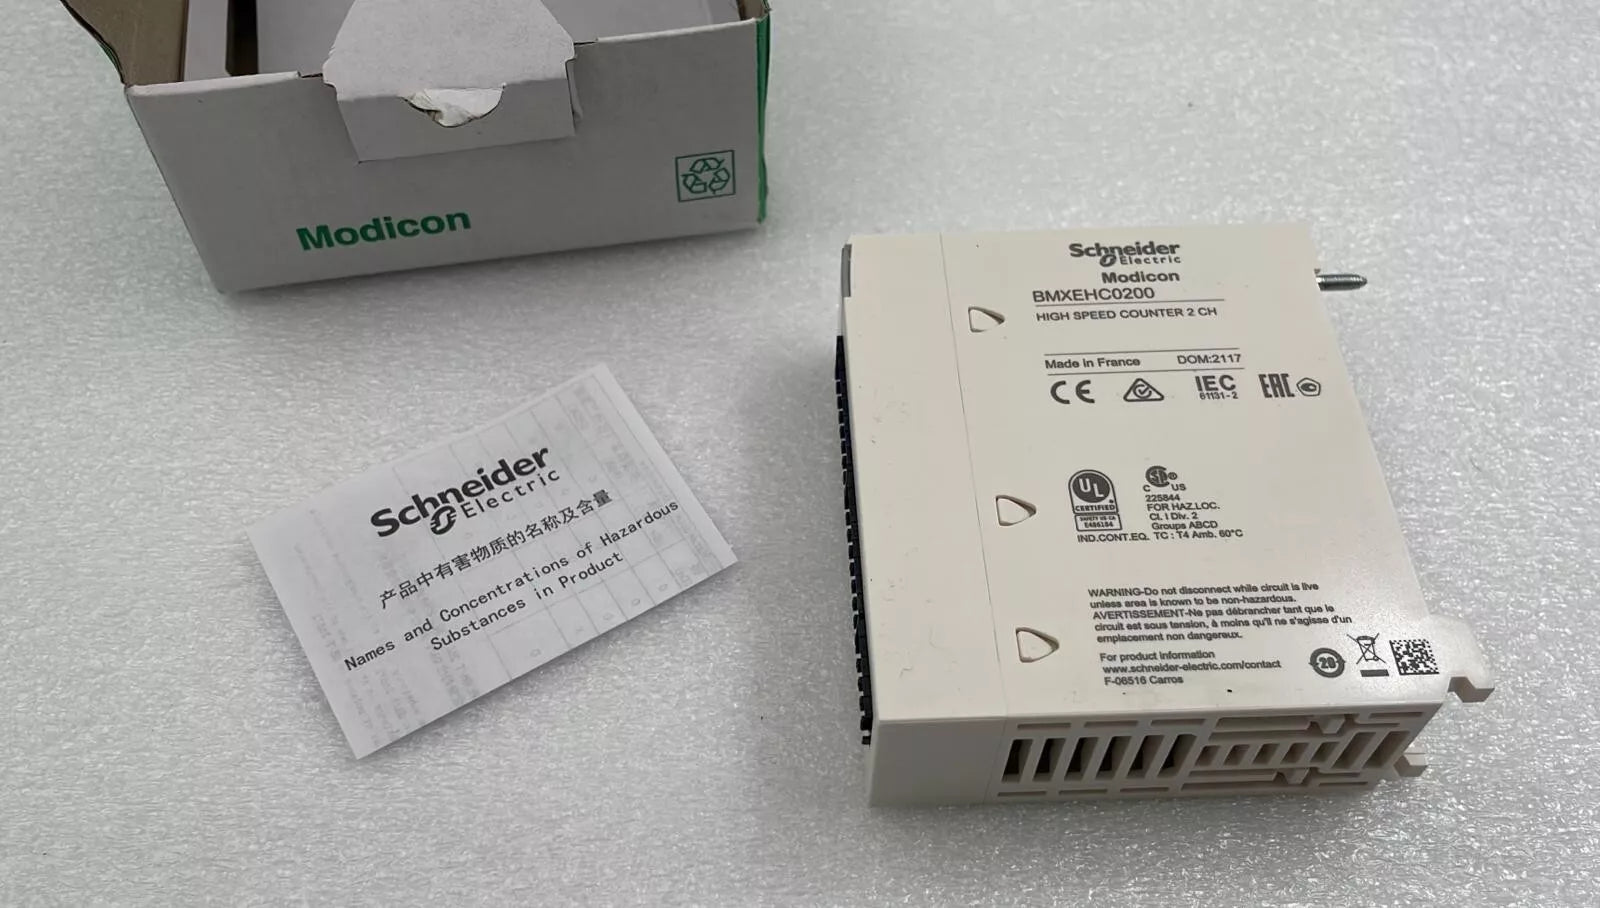 Modicon
Schneider
Electric
产品中有害物质的名称及含量
Names and Concentrations of Hazardous
Substances in Product
Schneider
Electric
Modicon
BMXEHC0200
HIGH SPEED COUNTER 2 CH
Made in France DOM:2117
CE
IEC
61131-2
EAC
UL
CERTIFIED
SAFETY US-CA
E486184
IND.CONT.EQ.
C US
225844
FOR HAZ.LOC.
Cl. I Div. 2
Groups ABCD
TC : T4 Amb. 60°C
WARNING-Do not disconnect while circuit is live
unless area is known to be non-hazardous.
AVERTISSEMENT-Ne pas débrancher tant que le
circuit est sous tension, à moins qu'il ne s'agisse d'un
emplacement non dangereux.
For product information
www.schneider-electric.com/contact
F-06516 Carros
20